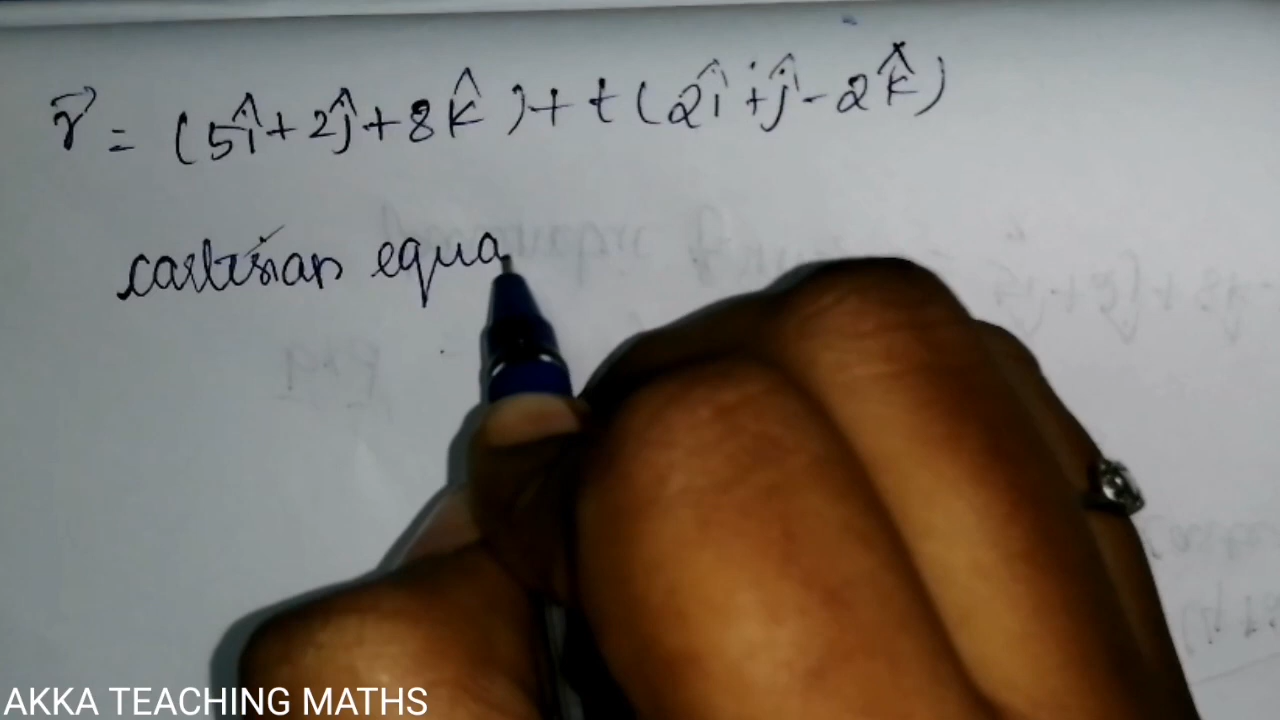 r⃗ = (5î + 2ĵ + 8k̂) + t(2î + ĵ - 2k̂)
cartesian equa
AKKA TEACHING MATHS